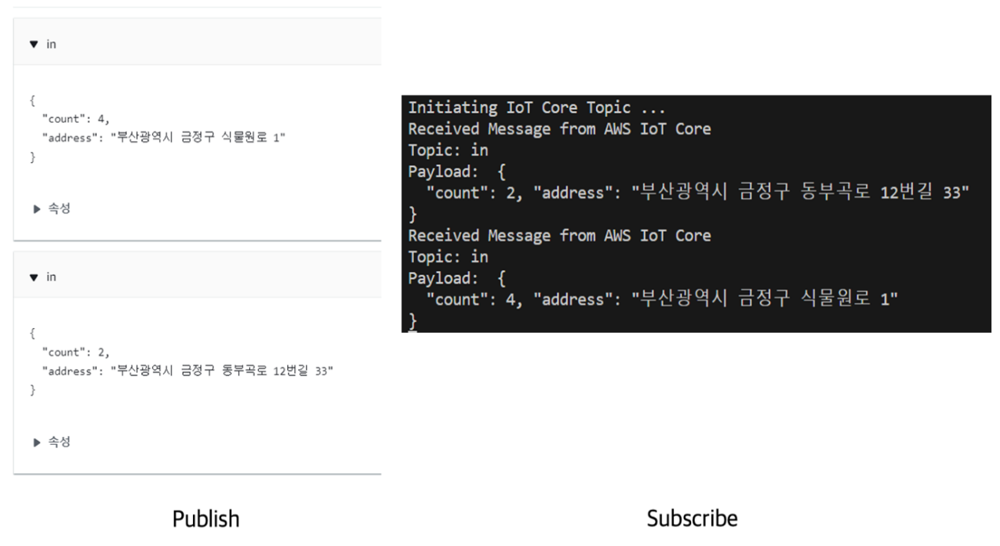 ▼ in
{
"count": 4,
"address": "부산광역시 금정구 식물원로 1"
}
▶ 속성
▼ in
{
"count": 2,
"address": "부산광역시 금정구 동부곡로 12번길 33"
}
▶ 속성
Publish
Initiating IoT Core Topic ...
Received Message from AWS IoT Core
Topic: in
Payload:  {
"count": 2, "address": "부산광역시 금정구 동부곡로 12번길 33"
}
Received Message from AWS IoT Core
Topic: in
Payload:  {
"count": 4, "address": "부산광역시 금정구 식물원로 1"
}
Subscribe